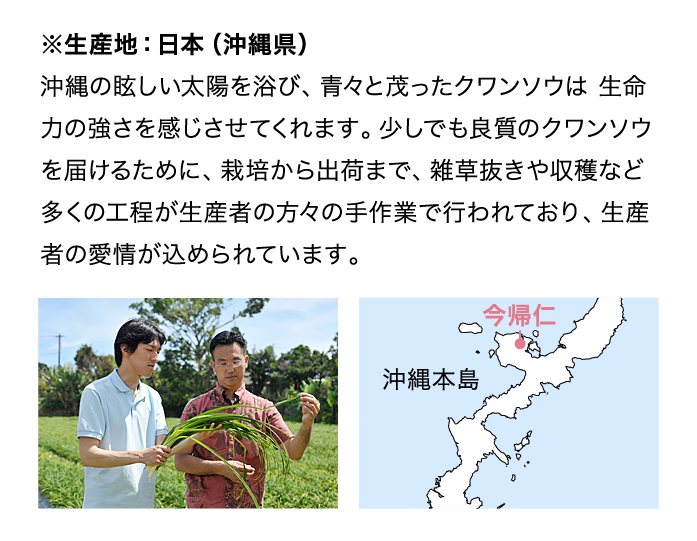 ※生産地：日本（沖縄県）
沖縄の眩しい太陽を浴び、青々と茂ったクワンソウは 生命
力の強さを感じさせてくれます。少しでも良質のクワンソウ
を届けるために、栽培から出荷まで、雑草抜きや収穫など
多くの工程が生産者の方々の手作業で行われており、生産
者の愛情が込められています。
今帰仁
沖縄本島